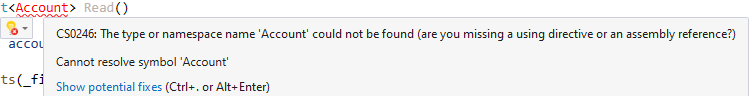 t<Account> Read()
CS0246: The type or namespace name 'Account' could not be found (are you missing a using directive or an assembly reference?)
accou
Cannot resolve symbol 'Account'
ts(_fi
Show potential fixes (Ctrl+. or Alt+Enter)